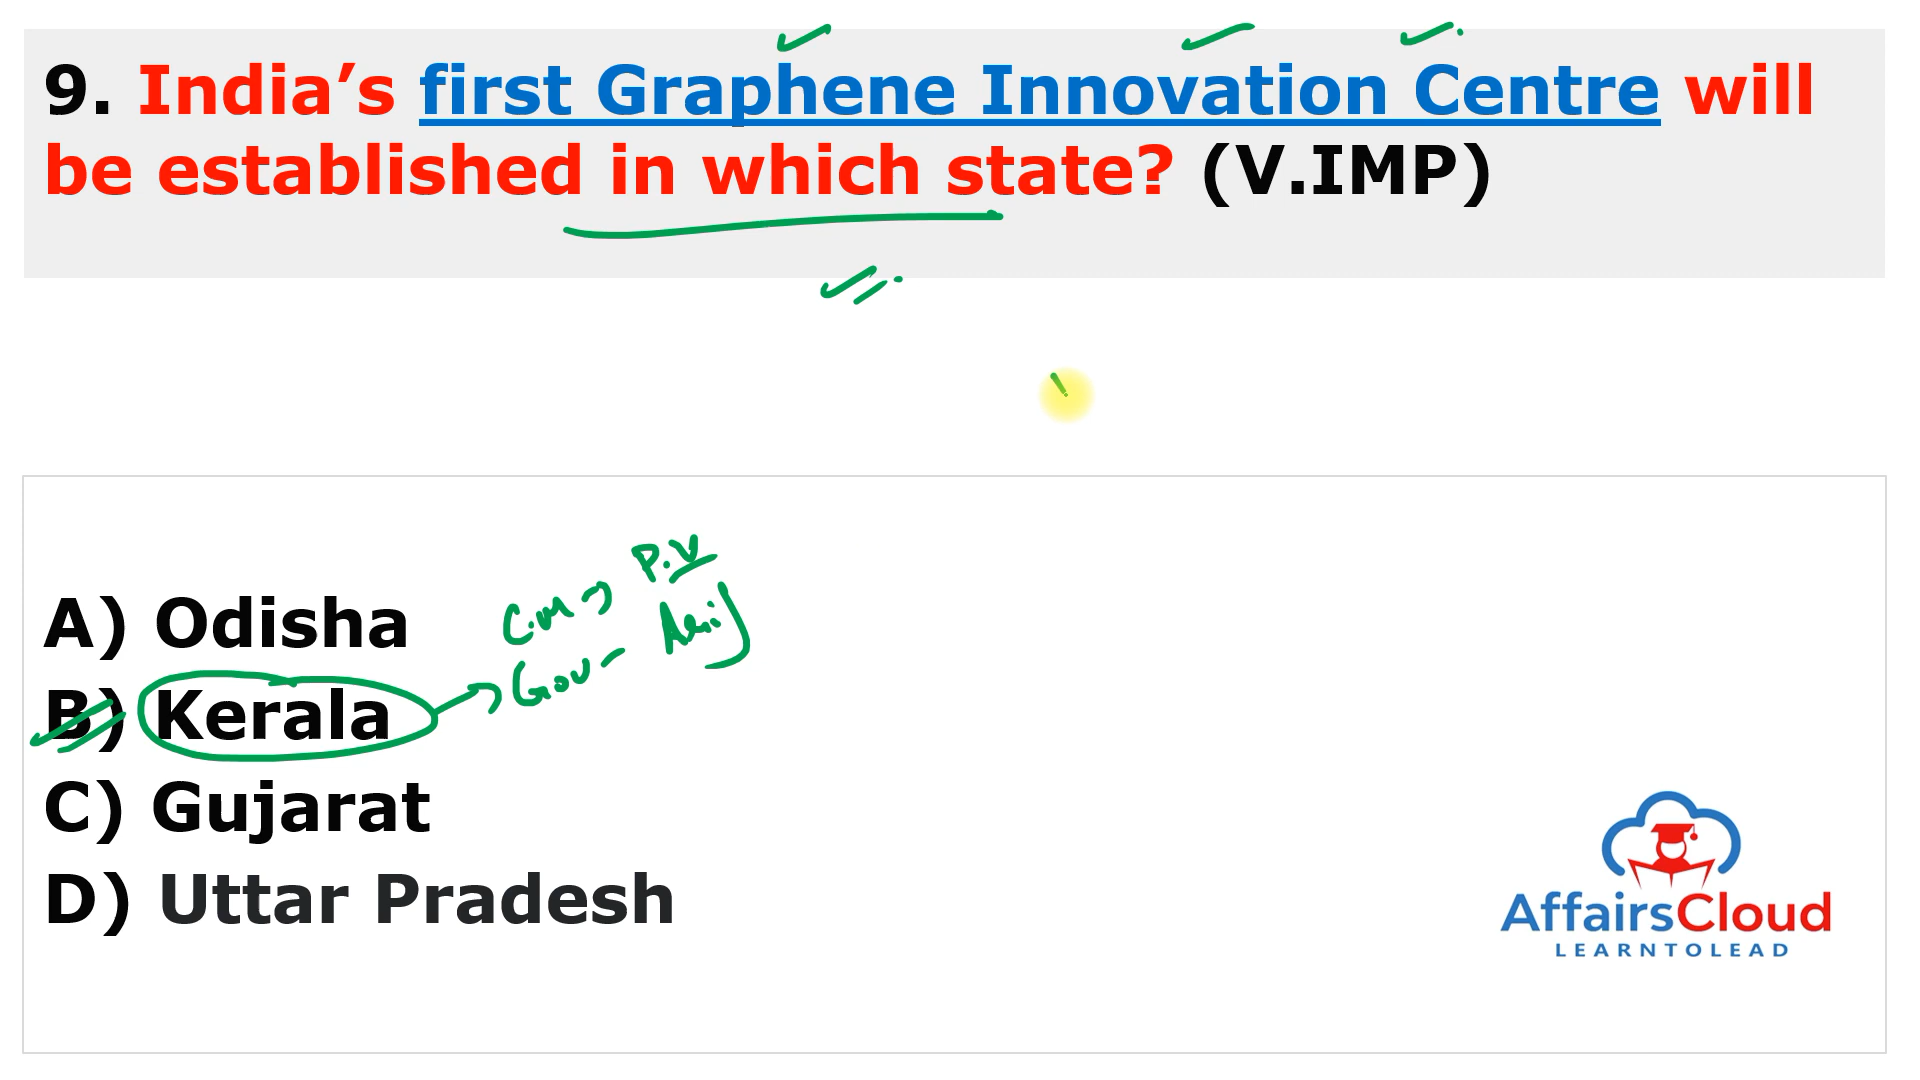 9. India’s first Graphene Innovation Centre will
be established in which state? (V.IMP)
A) Odisha
B) Kerala
C) Gujarat
D) Uttar Pradesh
C.M → P.V
Gov - Arif
AffairsCloud
LEARNTOLEAD